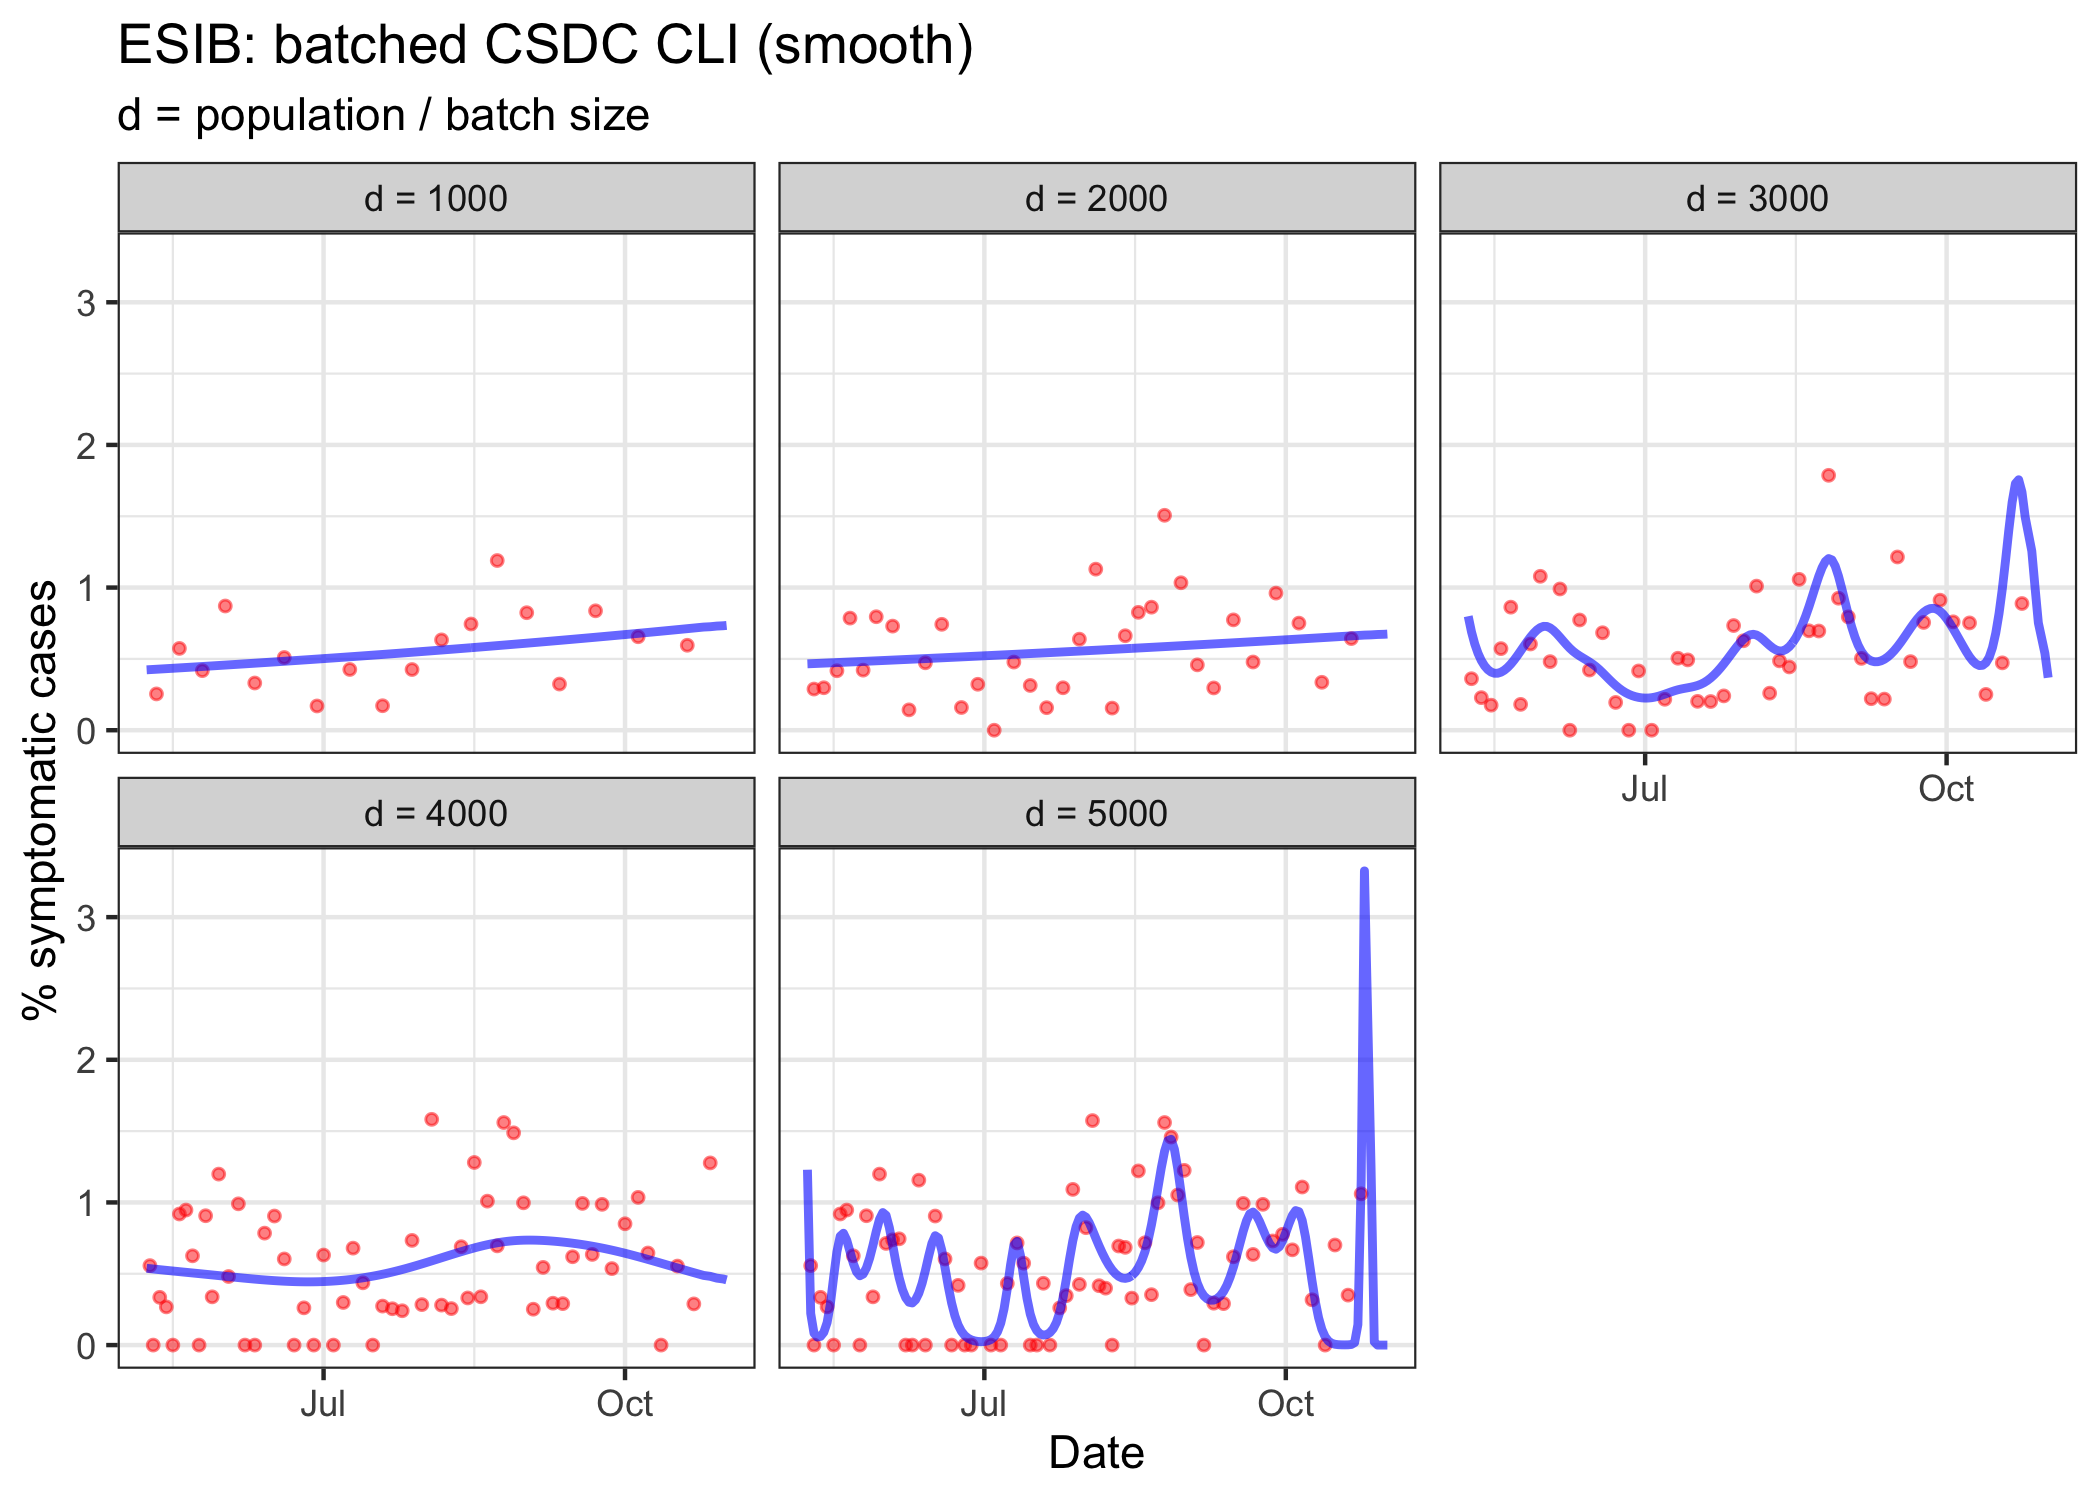 ESIB: batched CSDC CLI (smooth)
d = population / batch size
d = 1000
d = 2000
d = 3000
3
2
1
0
Jul
Oct
d = 4000
d = 5000
3
2
1
0
Jul
Oct
Jul
Oct
% symptomatic cases
Date